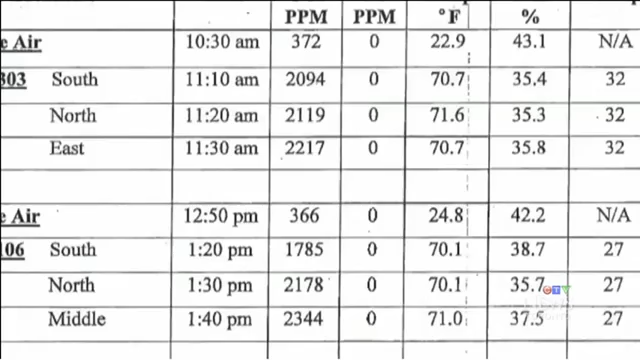 PPM PPM °F %
e Air 10:30 am 372 0 22.9 43.1 N/A
303 South 11:10 am 2094 0 70.7 35.4 32
North 11:20 am 2119 0 71.6 35.3 32
East 11:30 am 2217 0 70.7 35.8 32
e Air 12:50 pm 366 0 24.8 42.2 N/A
106 South 1:20 pm 1785 0 70.1 38.7 27
North 1:30 pm 2178 0 70.1 35.7 27
CTV
Middle 1:40 pm 2344 0 71.0 37.5 27